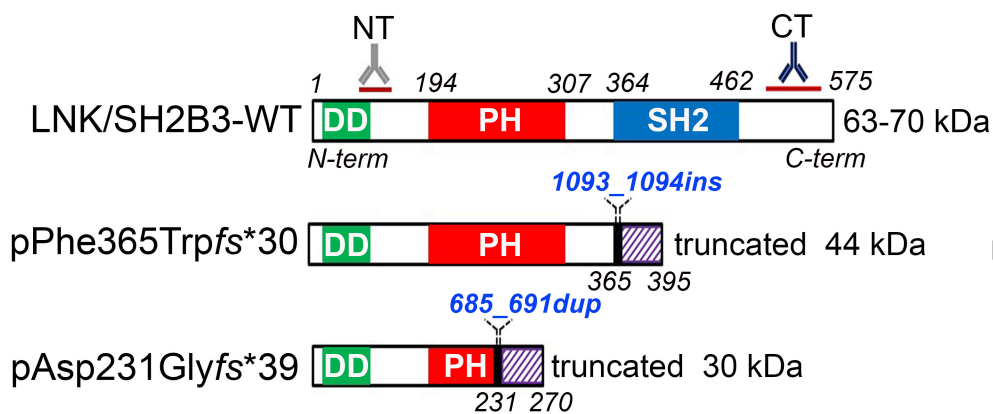 NT CT
1 194 307 364 462 575
LNK/SH2B3-WT DD PH SH2 63-70 kDa
N-term C-term
1093_1094ins
pPhe365Trpfs*30 DD PH truncated 44 kDa
365 395
685_691dup
pAsp231Glyfs*39 DD PH truncated 30 kDa
231 270